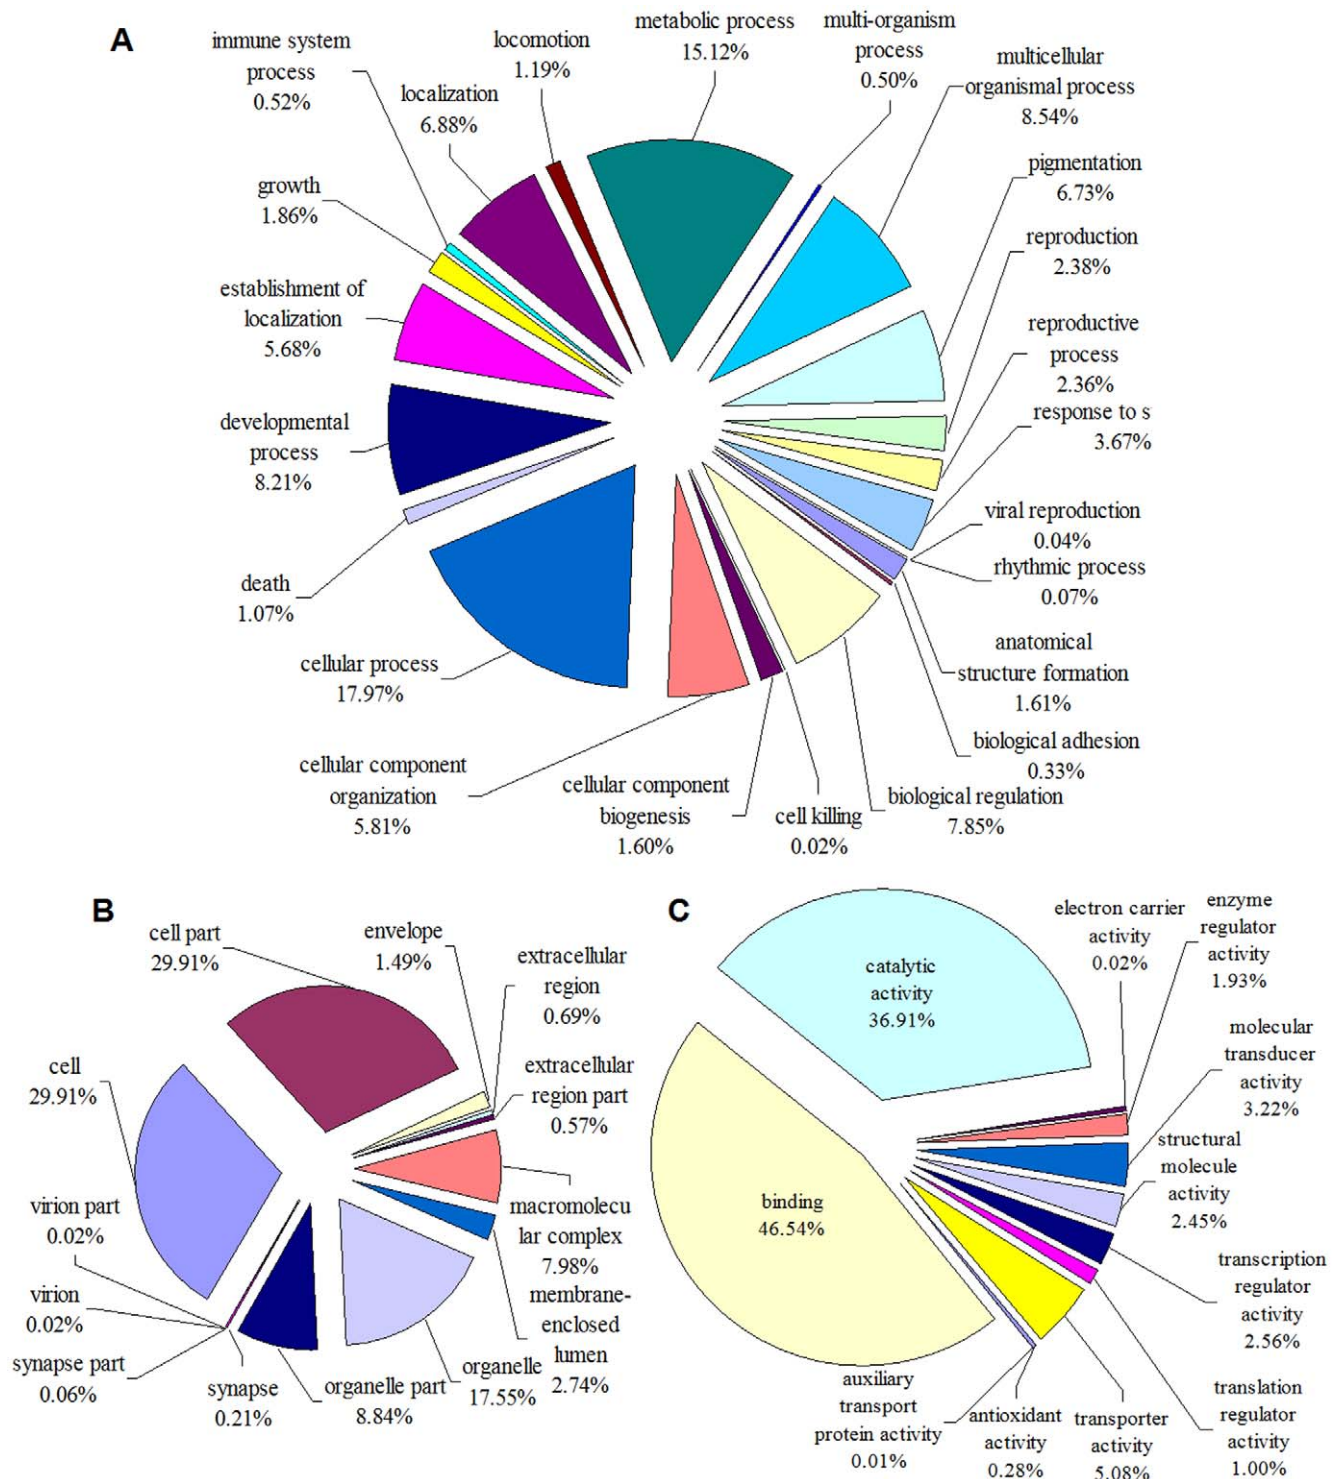 A
immune system
process
0.52%
localization
6.88%
locomotion
1.19%
metabolic process
15.12%
multi-organism
process
0.50%
multicellular
organismal process
8.54%
pigmentation
6.73%
reproduction
2.38%
reproductive
process
2.36%
response to s
3.67%
viral reproduction
0.04%
rhythmic process
0.07%
anatomical
structure formation
1.61%
biological adhesion
0.33%
biological regulation
7.85%
cell killing
0.02%
cellular component
biogenesis
1.60%
cellular component
organization
5.81%
cellular process
17.97%
death
1.07%
developmental
process
8.21%
establishment of
localization
5.68%
growth
1.86%
B
cell part
29.91%
envelope
1.49%
extracellular
region
0.69%
extracellular
region part
0.57%
macromolecu
lar complex
7.98%
membrane-
enclosed
lumen
2.74%
organelle
17.55%
organelle part
8.84%
synapse
0.21%
synapse part
0.06%
virion
0.02%
virion part
0.02%
cell
29.91%
C
catalytic
activity
36.91%
electron carrier
activity
0.02%
enzyme
regulator
activity
1.93%
molecular
transducer
activity
3.22%
structural
molecule
activity
2.45%
transcription
regulator
activity
2.56%
translation
regulator
activity
1.00%
transporter
activity
5.08%
antioxidant
activity
0.28%
auxiliary
transport
protein activity
0.01%
binding
46.54%